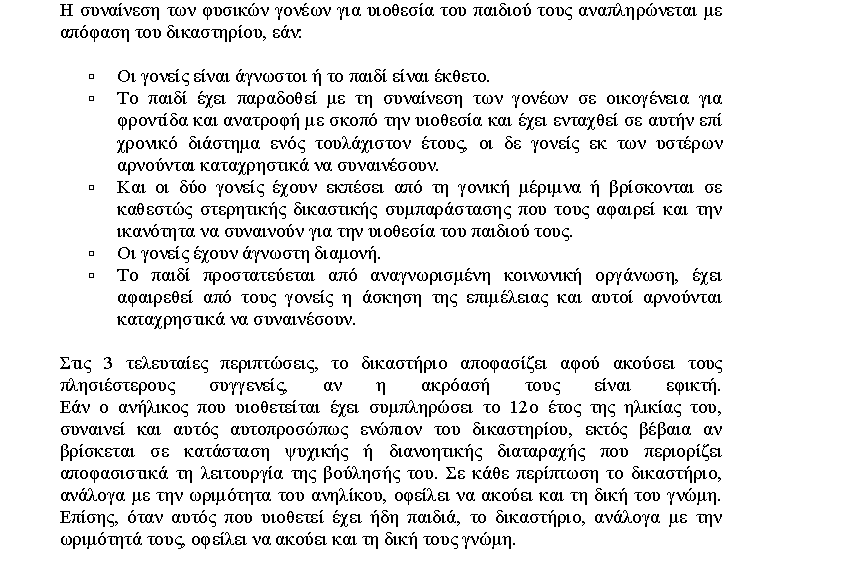 Η συναίνεση των φυσικών γονέων για υιοθεσία του παιδιού τους αναπληρώνεται με
απόφαση του δικαστηρίου, εάν:
▫ Οι γονείς είναι άγνωστοι ή το παιδί είναι έκθετο.
▫ Το παιδί έχει παραδοθεί με τη συναίνεση των γονέων σε οικογένεια για
φροντίδα και ανατροφή με σκοπό την υιοθεσία και έχει ενταχθεί σε αυτήν επί
χρονικό διάστημα ενός τουλάχιστον έτους, οι δε γονείς εκ των υστέρων
αρνούνται καταχρηστικά να συναινέσουν.
▫ Και οι δύο γονείς έχουν εκπέσει από τη γονική μέριμνα ή βρίσκονται σε
καθεστώς στερητικής δικαστικής συμπαράστασης που τους αφαιρεί και την
ικανότητα να συναινούν για την υιοθεσία του παιδιού τους.
▫ Οι γονείς έχουν άγνωστη διαμονή.
▫ Το παιδί προστατεύεται από αναγνωρισμένη κοινωνική οργάνωση, έχει
αφαιρεθεί από τους γονείς η άσκηση της επιμέλειας και αυτοί αρνούνται
καταχρηστικά να συναινέσουν.
Στις 3 τελευταίες περιπτώσεις, το δικαστήριο αποφασίζει αφού ακούσει τους
πλησιέστερους συγγενείς, αν η ακρόασή τους είναι εφικτή.
Εάν ο ανήλικος που υιοθετείται έχει συμπληρώσει το 12ο έτος της ηλικίας του,
συναινεί και αυτός αυτοπροσώπως ενώπιον του δικαστηρίου, εκτός βέβαια αν
βρίσκεται σε κατάσταση ψυχικής ή διανοητικής διαταραχής που περιορίζει
αποφασιστικά τη λειτουργία της βούλησής του. Σε κάθε περίπτωση το δικαστήριο,
ανάλογα με την ωριμότητα του ανηλίκου, οφείλει να ακούει και τη δική του γνώμη.
Επίσης, όταν αυτός που υιοθετεί έχει ήδη παιδιά, το δικαστήριο, ανάλογα με την
ωριμότητά τους, οφείλει να ακούει και τη δική τους γνώμη.